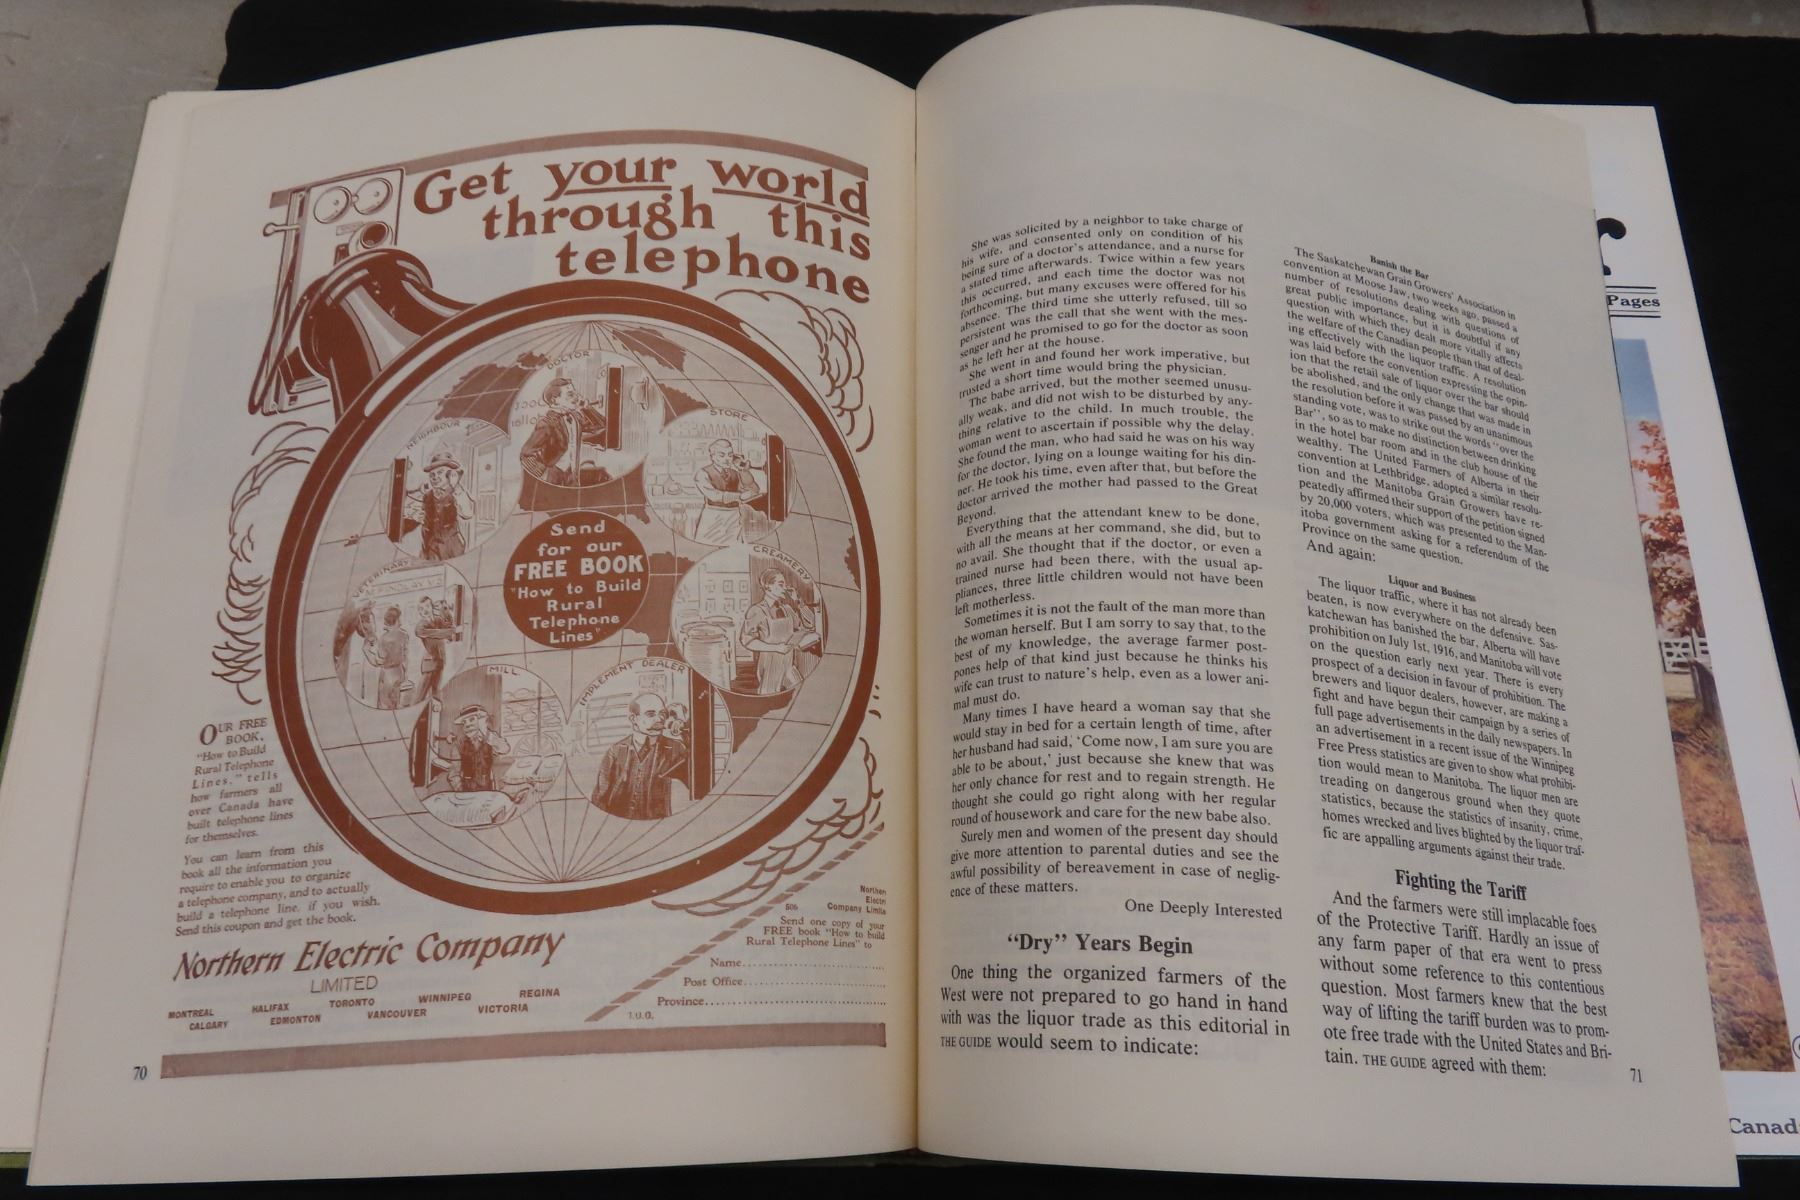 Get your world
through this
telephone
DOCTOR
STORE
NEIGHBOUR
CREAMERY
VETERINARY
MILL
IMPLEMENT DEALER
Send
for our
FREE BOOK
"How to Build
Rural
Telephone
Lines"
OUR FREE
BOOK,
"How to Build
Rural Telephone
Lines," tells
how farmers all
over Canada have
built telephone lines
for themselves.
You can learn from this
book all the information you
require to enable you to organize
a telephone company, and to actually
build a telephone line, if you wish.
Send this coupon and get the book.
Northern Electric Company
LIMITED
MONTREAL HALIFAX TORONTO WINNIPEG REGINA
CALGARY EDMONTON VANCOUVER VICTORIA
Northern
Electri
506 Company Limite
Send one copy of your
FREE book "How to build
Rural Telephone Lines" to
Name
Post Office
Province
70
She was solicited by a neighbor to take charge of
his wife, and consented only on condition of his
being sure of a doctor's attendance, and a nurse for
a stated time afterwards. Twice within a few years
this occurred, and each time the doctor was not
forthcoming, but many excuses were offered for his
absence. The third time she utterly refused, till so
persistent was the call that she went with the mes-
senger and he promised to go for the doctor as soon
as he left her at the house.
She went in and found her work imperative, but
trusted a short time would bring the physician.
The babe arrived, but the mother seemed unusu-
ally weak, and did not wish to be disturbed by any-
thing relative to the child. In much trouble, the
woman went to ascertain if possible why the delay.
She found the man, who had said he was on his way
for the doctor, lying on a lounge waiting for his din-
ner. He took his time, even after that, but before the
doctor arrived the mother had passed to the Great
Beyond.
Everything that the attendant knew to be done,
with all the means at her command, she did, but to
no avail. She thought that if the doctor, or even a
trained nurse had been there, with the usual ap-
pliances, three little children would not have been
left motherless.
Sometimes it is not the fault of the man more than
the woman herself. But I am sorry to say that, to the
best of my knowledge, the average farmer post-
pones help of that kind just because he thinks his
wife can trust to nature's help, even as a lower ani-
mal must do.
Many times I have heard a woman say that she
would stay in bed for a certain length of time, after
her husband had said, 'Come now, I am sure you are
able to be about,' just because she knew that was
her only chance for rest and to regain strength. He
thought she could go right along with her regular
round of housework and care for the new babe also.
Surely men and women of the present day should
give more attention to parental duties and see the
awful possibility of bereavement in case of neglig-
ence of these matters.
One Deeply Interested
"Dry" Years Begin
One thing the organized farmers of the
West were not prepared to go hand in hand
with was the liquor trade as this editorial in
THE GUIDE would seem to indicate:
Banish the Bar
The Saskatchewan Grain Growers' Association in
convention at Moose Jaw, two weeks ago, passed a
number of resolutions dealing with questions of
great public importance, but it is doubtful if any
question with which they dealt more vitally affects
the welfare of the Canadian people than that of deal-
ing effectively with the liquor traffic. A resolution
was laid before the convention expressing the opin-
ion that the retail sale of liquor over the bar should
be abolished, and the only change that was made in
the resolution before it was passed by an unanimous
standing vote, was to strike out the words "over the
Bar", so as to make no distinction between drinking
in the hotel bar room and in the club house of the
wealthy. The United Farmers of Alberta in their
convention at Lethbridge, adopted a similar resolu-
tion and the Manitoba Grain Growers have re-
peatedly affirmed their support of the petition signed
by 20,000 voters, which was presented to the Man-
itoba government asking for a referendum of the
Province on the same question.
And again:
Liquor and Business
The liquor traffic, where it has not already been
beaten, is now everywhere on the defensive. Sas-
katchewan has banished the bar, Alberta will have
prohibition on July 1st, 1916, and Manitoba will vote
on the question early next year. There is every
prospect of a decision in favour of prohibition. The
brewers and liquor dealers, however, are making a
fight and have begun their campaign by a series of
full page advertisements in the daily newspapers. In
an advertisement in a recent issue of the Winnipeg
Free Press statistics are given to show what prohibi-
tion would mean to Manitoba. The liquor men are
treading on dangerous ground when they quote
statistics, because the statistics of insanity, crime,
homes wrecked and lives blighted by the liquor traf-
fic are appalling arguments against their trade.
Fighting the Tariff
And the farmers were still implacable foes
of the Protective Tariff. Hardly an issue of
any farm paper of that era went to press
without some reference to this contentious
question. Most farmers knew that the best
way of lifting the tariff burden was to prom-
ote free trade with the United States and Bri-
tain. THE GUIDE agreed with them:
71
Pages
Canad